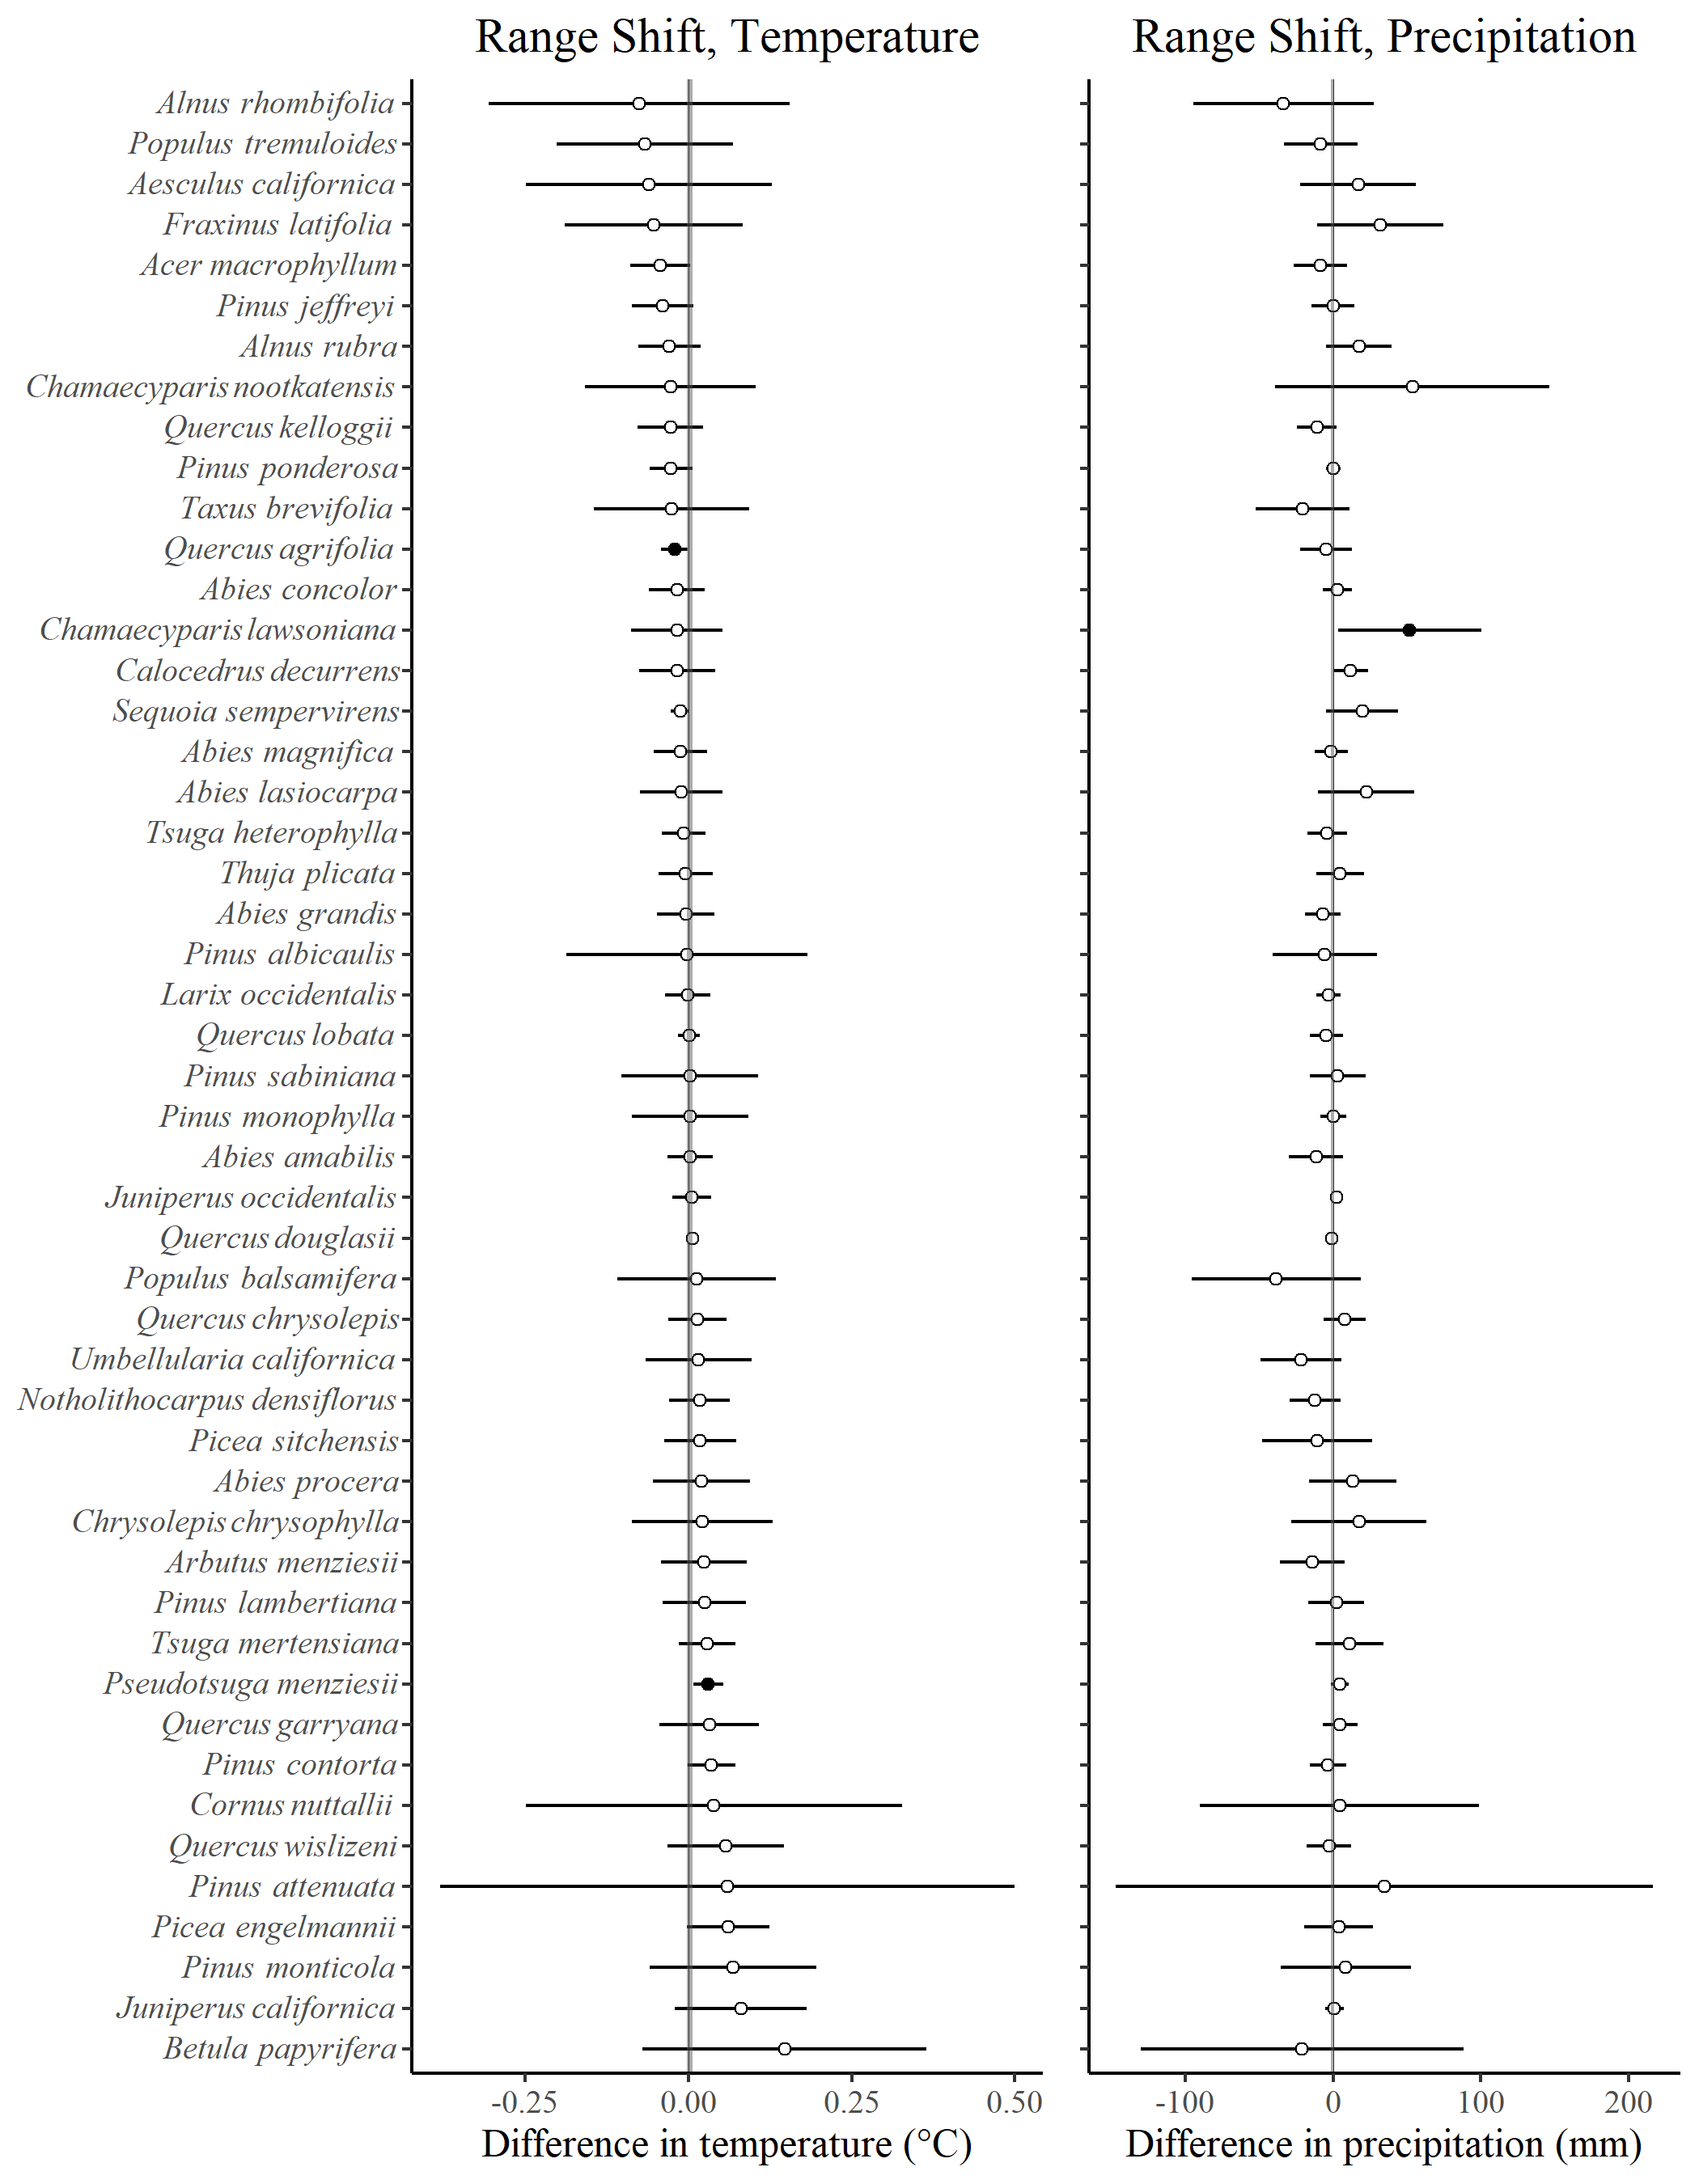 Range Shift, Temperature
Range Shift, Precipitation
Alnus rhombifolia
Populus tremuloides
Aesculus californica
Fraxinus latifolia
Acer macrophyllum
Pinus jeffreyi
Alnus rubra
Chamaecyparis nootkatensis
Quercus kelloggii
Pinus ponderosa
Taxus brevifolia
Quercus agrifolia
Abies concolor
Chamaecyparis lawsoniana
Calocedrus decurrens
Sequoia sempervirens
Abies magnifica
Abies lasiocarpa
Tsuga heterophylla
Thuja plicata
Abies grandis
Pinus albicaulis
Larix occidentalis
Quercus lobata
Pinus sabiniana
Pinus monophylla
Abies amabilis
Juniperus occidentalis
Quercus douglasii
Populus balsamifera
Quercus chrysolepis
Umbellularia californica
Notholithocarpus densiflorus
Picea sitchensis
Abies procera
Chrysolepis chrysophylla
Arbutus menziesii
Pinus lambertiana
Tsuga mertensiana
Pseudotsuga menziesii
Quercus garryana
Pinus contorta
Cornus nuttallii
Quercus wislizeni
Pinus attenuata
Picea engelmannii
Pinus monticola
Juniperus californica
Betula papyrifera
-0.25 0.00 0.25 0.50
-100 0 100 200
Difference in temperature (°C)
Difference in precipitation (mm)